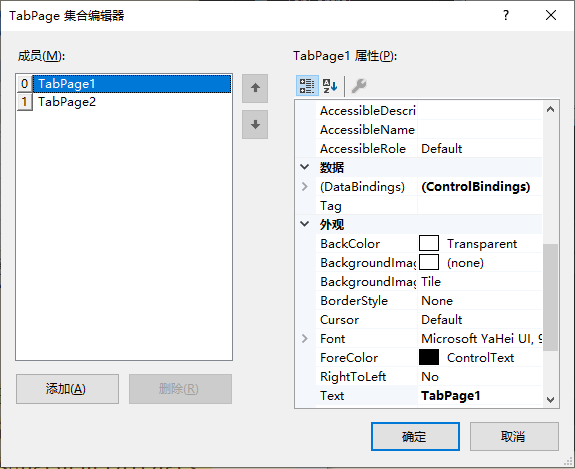 TabPage 集合编辑器
成员(M):
0 TabPage1
1 TabPage2
添加(A)
删除(R)
TabPage1 属性(P):
AccessibleDescri
AccessibleName
AccessibleRole Default
数据
(DataBindings) (ControlBindings)
Tag
外观
BackColor Transparent
BackgroundImag (none)
BackgroundImag Tile
BorderStyle None
Cursor Default
Font Microsoft YaHei UI, 9
ForeColor ControlText
RightToLeft No
Text TabPage1
确定
取消